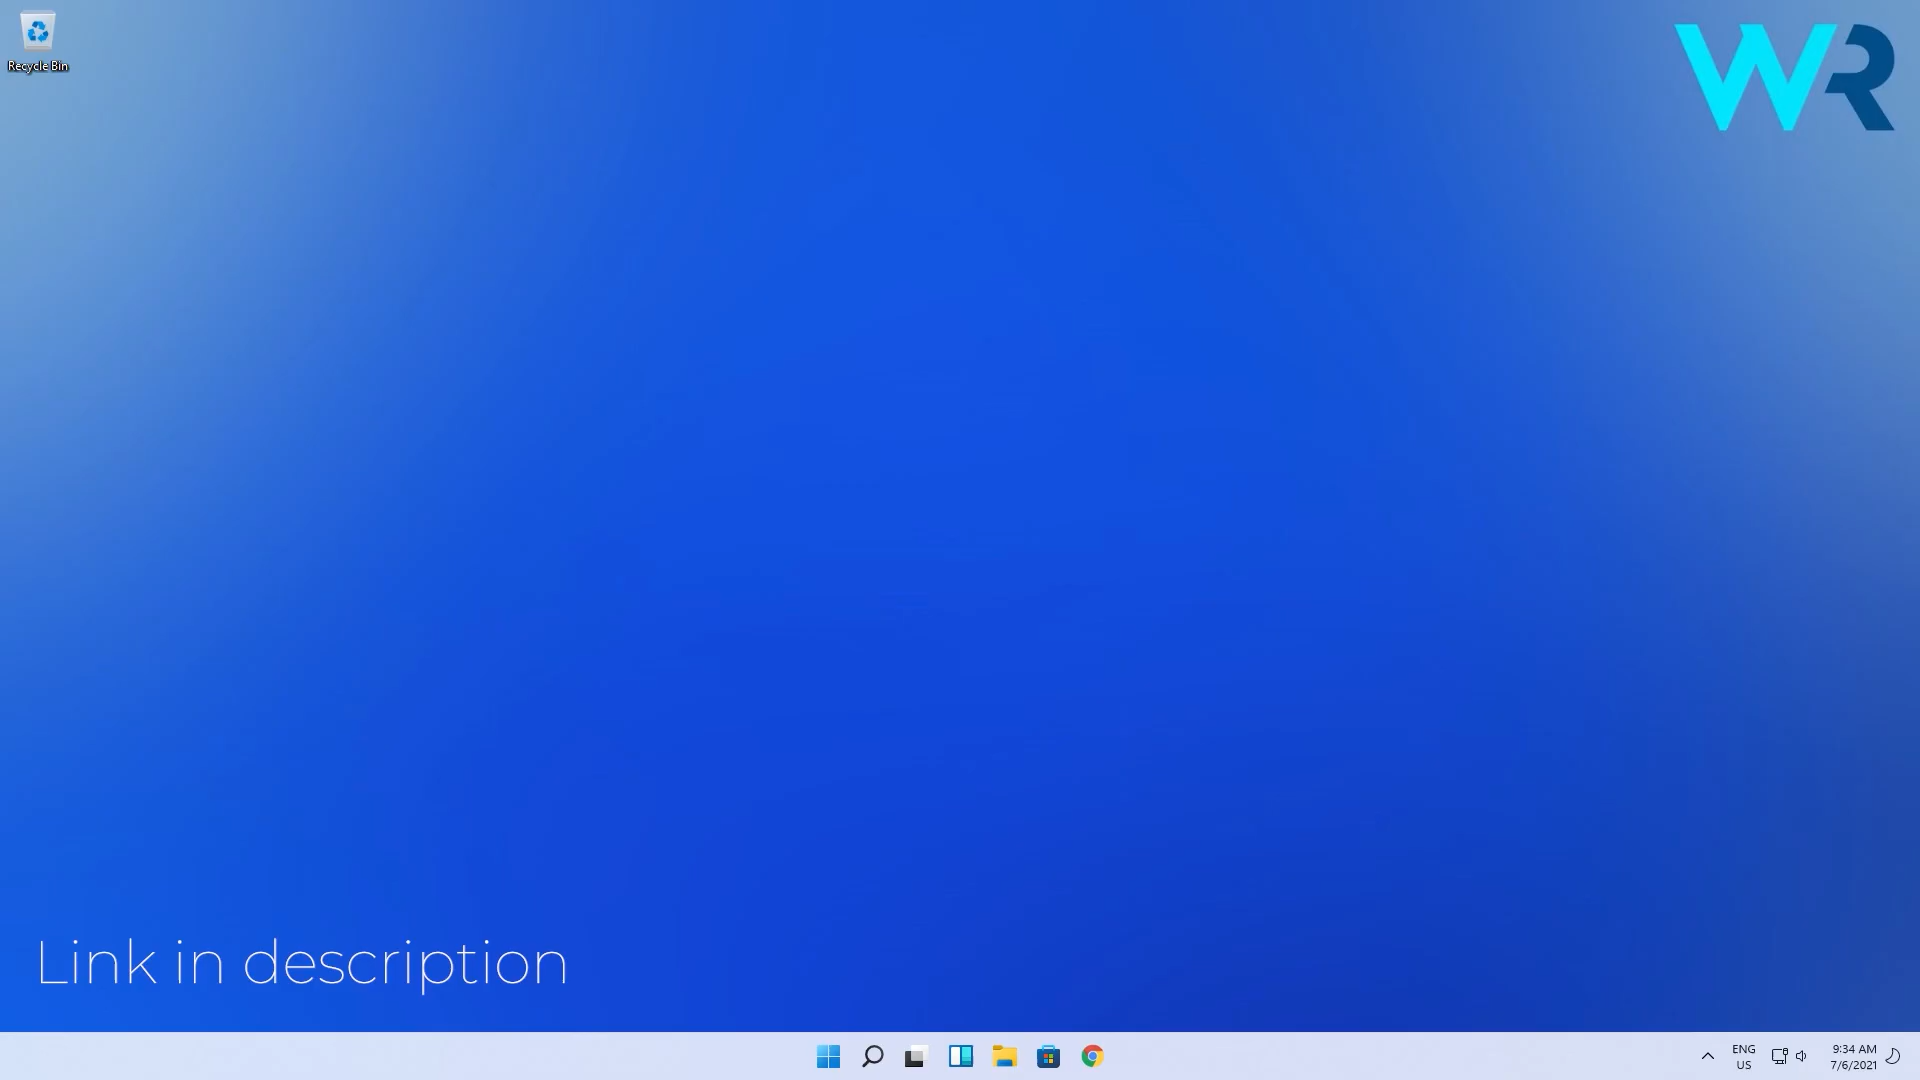 Recycle Bin
WR
Link in description
ENG
US
9:34 AM
7/6/2021